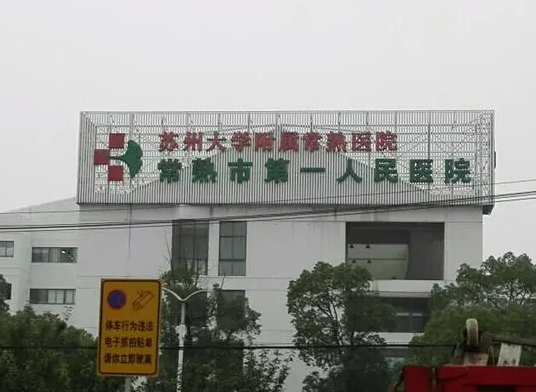 苏州大学附属常熟医院
常熟市第一人民医院
停车行为违法
电子抓拍贴单
请你立即驶离